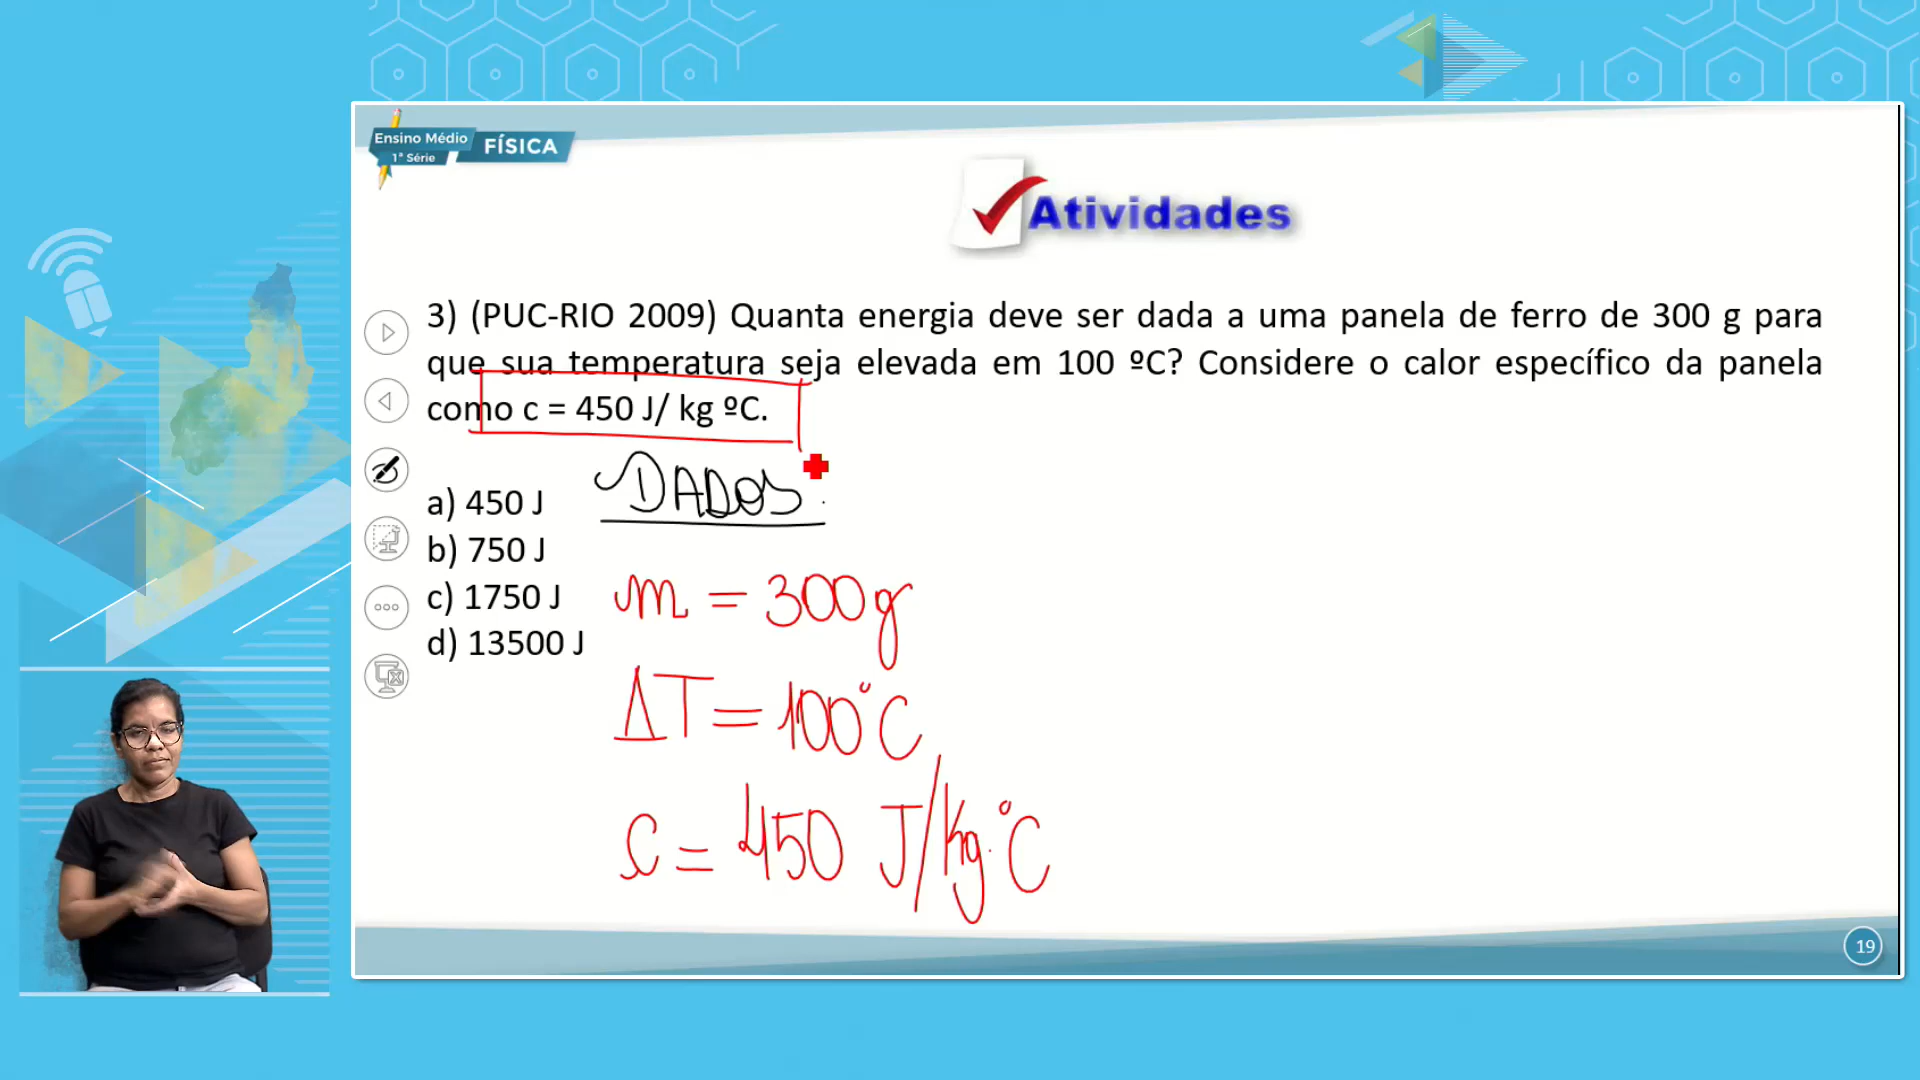 Ensino Médio
1ª Série
FÍSICA
Atividades
3) (PUC-RIO 2009) Quanta energia deve ser dada a uma panela de ferro de 300 g para
que sua temperatura seja elevada em 100 ºC? Considere o calor específico da panela
como c = 450 J/ kg ºC.
DADOS:
a) 450 J
b) 750 J
c) 1750 J
d) 13500 J
m = 300g
ΔT = 100°C
c = 450 J/Kg.°C
19